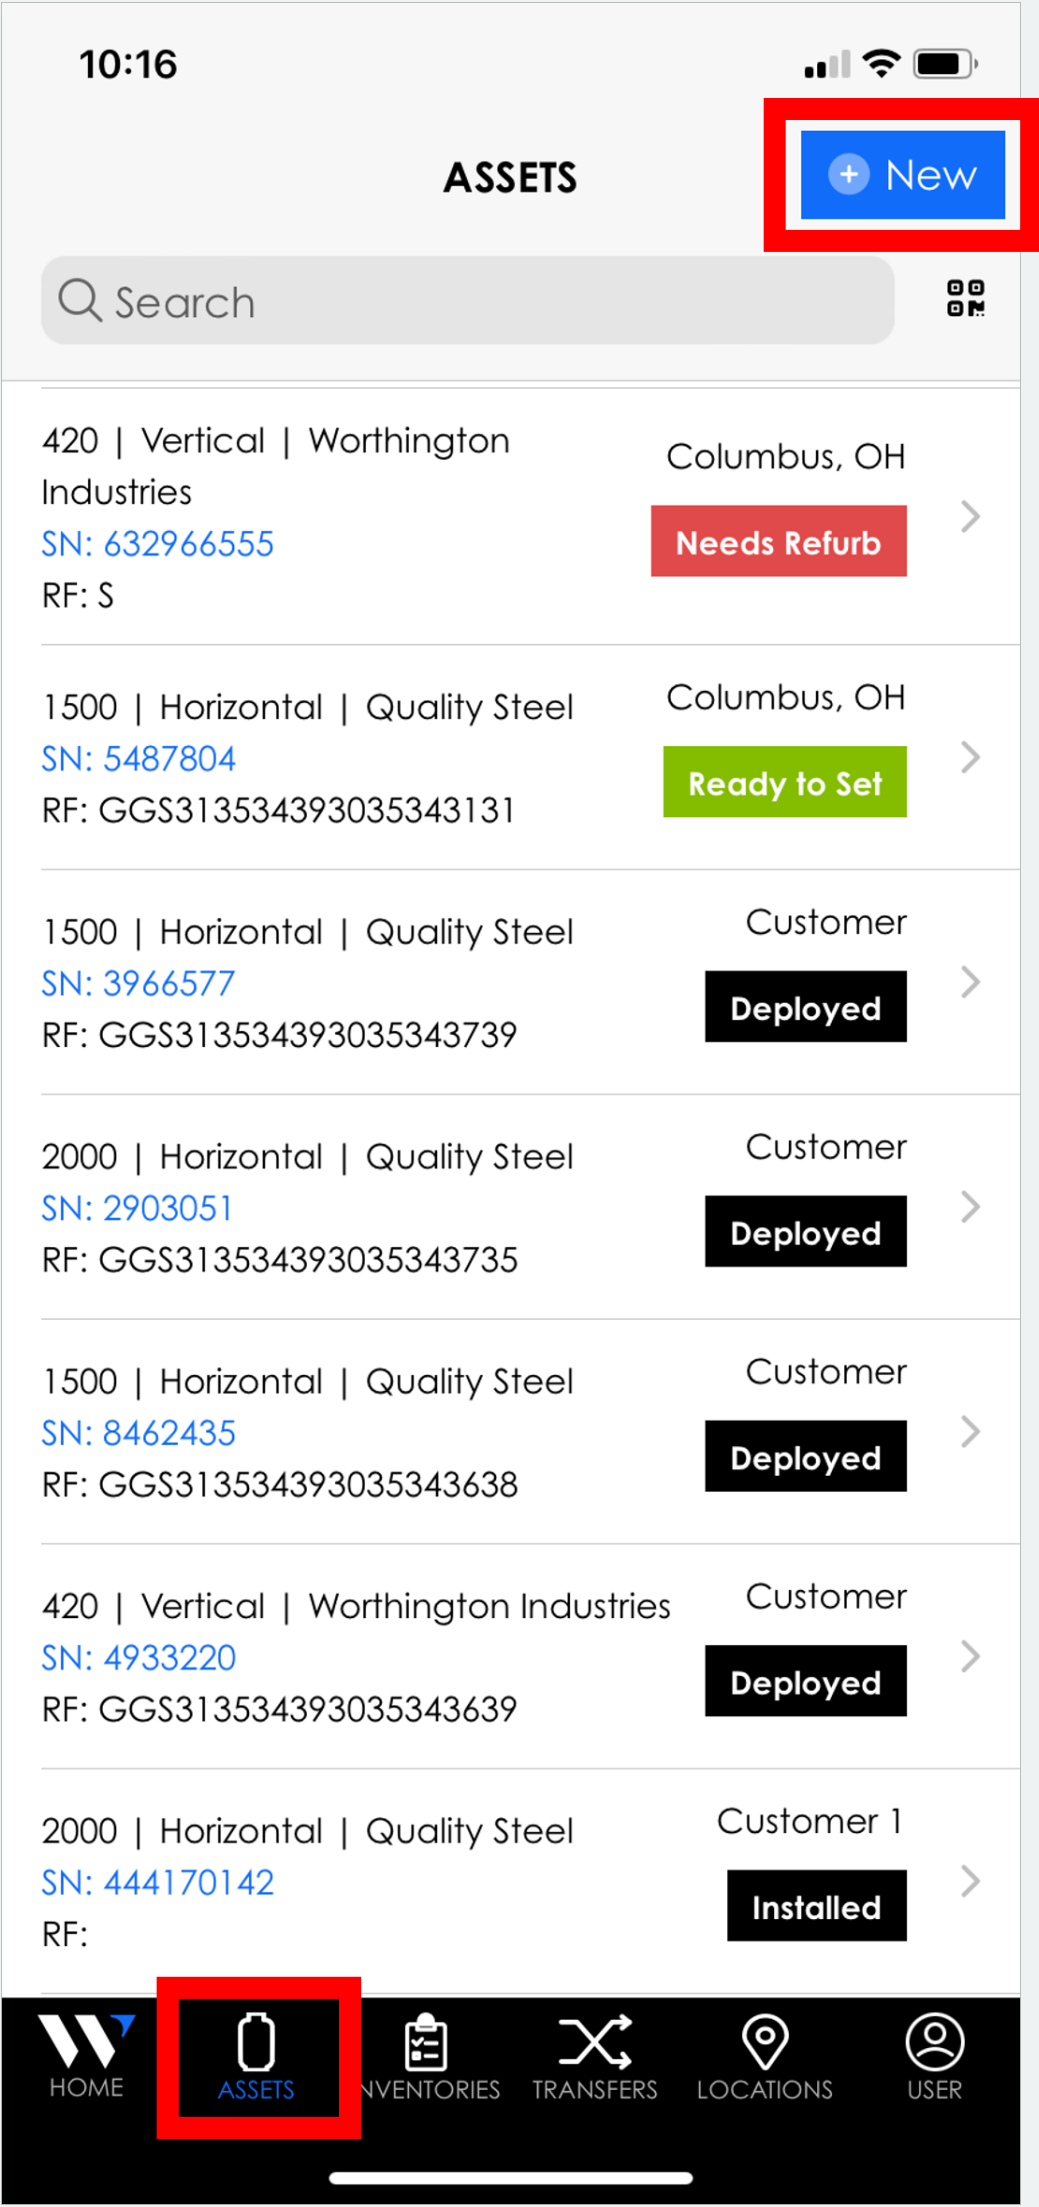 10:16
ASSETS
New
Search
420 | Vertical | Worthington
Industries
SN: 632966555
RF: S
Columbus, OH
Needs Refurb
1500 | Horizontal | Quality Steel
SN: 5487804
RF: GGS313534393035343131
Columbus, OH
Ready to Set
1500 | Horizontal | Quality Steel
SN: 3966577
RF: GGS313534393035343739
Customer
Deployed
2000 | Horizontal | Quality Steel
SN: 2903051
RF: GGS313534393035343735
Customer
Deployed
1500 | Horizontal | Quality Steel
SN: 8462435
RF: GGS313534393035343638
Customer
Deployed
420 | Vertical | Worthington Industries
SN: 4933220
RF: GGS313534393035343639
Customer
Deployed
2000 | Horizontal | Quality Steel
SN: 444170142
RF:
Customer 1
Installed
HOME
ASSETS
NVENTORIES
TRANSFERS
LOCATIONS
USER